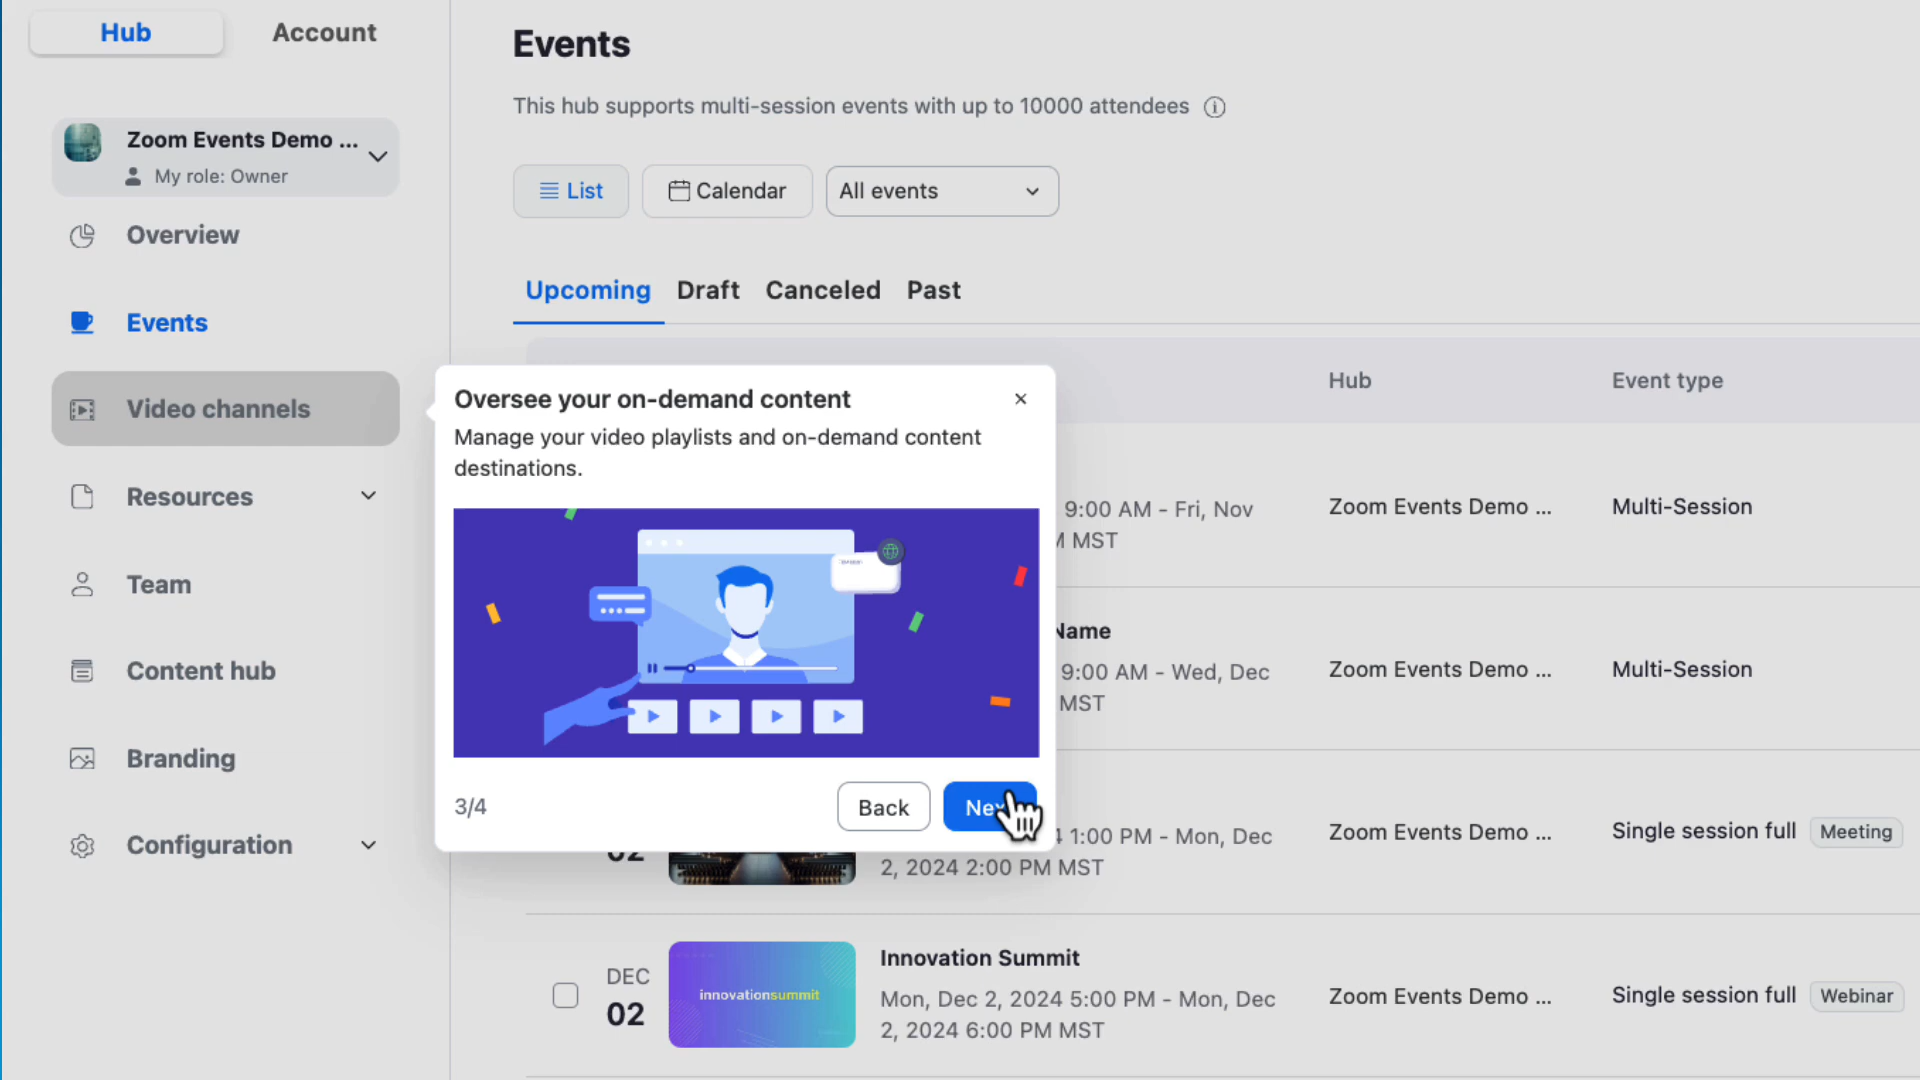 Hub
Account
Zoom Events Demo ...
My role: Owner
Overview
Events
Video channels
Resources
Team
Content hub
Branding
Configuration
Events
This hub supports multi-session events with up to 10000 attendees
List
Calendar
All events
Upcoming
Draft
Canceled
Past
Hub
Event type
Oversee your on-demand content
Manage your video playlists and on-demand content
destinations.
3/4
Back
9:00 AM - Fri, Nov
MST
Zoom Events Demo ...
Multi-Session
Name
9:00 AM - Wed, Dec
MST
Zoom Events Demo ...
Multi-Session
02
1:00 PM - Mon, Dec
2, 2024 2:00 PM MST
Zoom Events Demo ...
Single session full
Meeting
DEC
02
innovationsummit
Innovation Summit
Mon, Dec 2, 2024 5:00 PM - Mon, Dec
2, 2024 6:00 PM MST
Zoom Events Demo ...
Single session full
Webinar